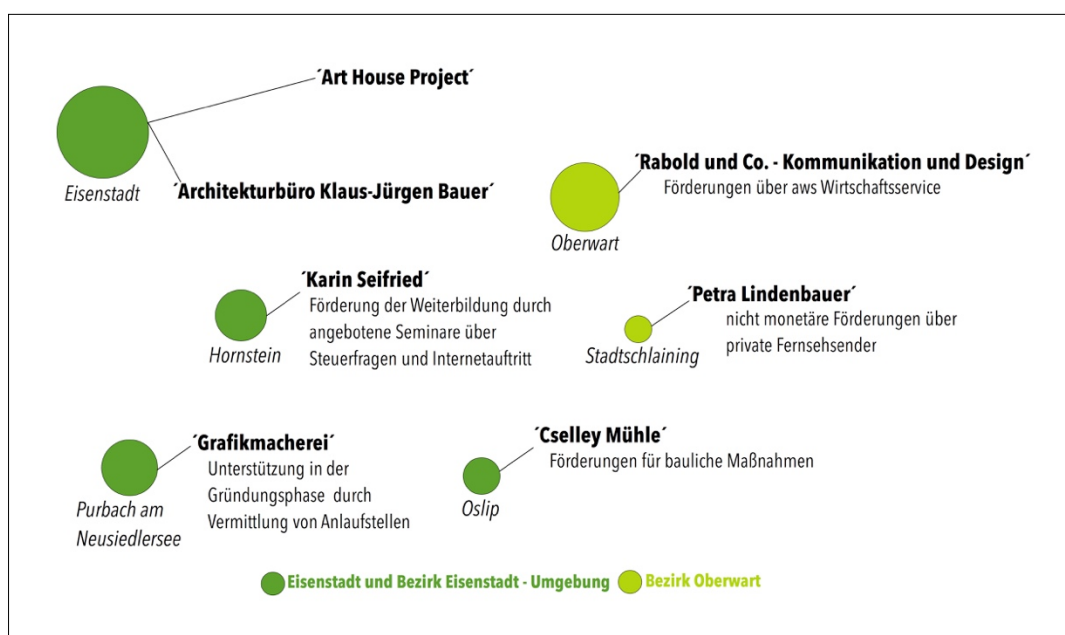 ´Art House Project´
Eisenstadt
´Architekturbüro Klaus-Jürgen Bauer´
´Rabold und Co. - Kommunikation und Design´
Förderungen über aws Wirtschaftsservice
Oberwart
´Karin Seifried´
Förderung der Weiterbildung durch
angebotene Seminare über
Steuerfragen und Internetauftritt
Hornstein
´Petra Lindenbauer´
nicht monetäre Förderungen über
private Fernsehsender
Stadtschlaining
´Grafikmacherei´
Unterstützung in der
Gründungsphase durch
Vermittlung von Anlaufstellen
Purbach am
Neusiedlersee
´Cselley Mühle´
Förderungen für bauliche Maßnahmen
Oslip
Eisenstadt und Bezirk Eisenstadt - Umgebung
Bezirk Oberwart